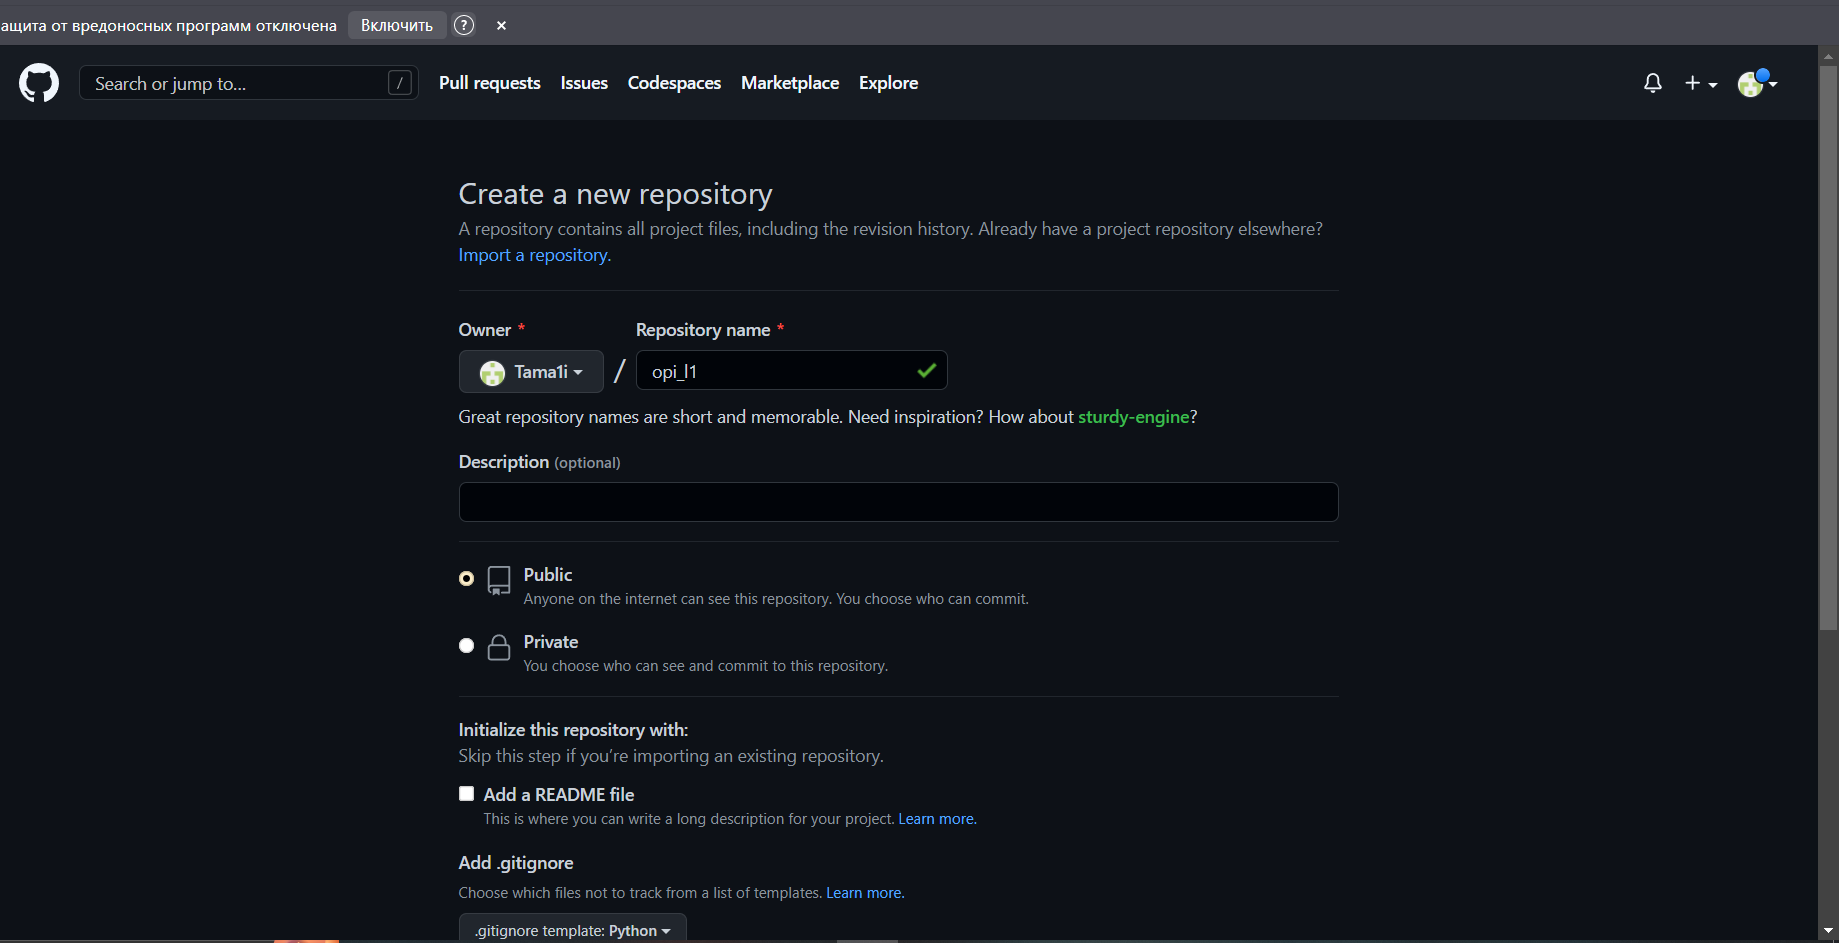 ащита от вредоносных программ отключена Включить ? ×
Search or jump to... / Pull requests Issues Codespaces Marketplace Explore
Create a new repository
A repository contains all project files, including the revision history. Already have a project repository elsewhere?
Import a repository.
Owner * Repository name *
Tama1i / opi_l1
Great repository names are short and memorable. Need inspiration? How about sturdy-engine?
Description (optional)
Public
Anyone on the internet can see this repository. You choose who can commit.
Private
You choose who can see and commit to this repository.
Initialize this repository with:
Skip this step if you’re importing an existing repository.
Add a README file
This is where you can write a long description for your project. Learn more.
Add .gitignore
Choose which files not to track from a list of templates. Learn more.
.gitignore template: Python